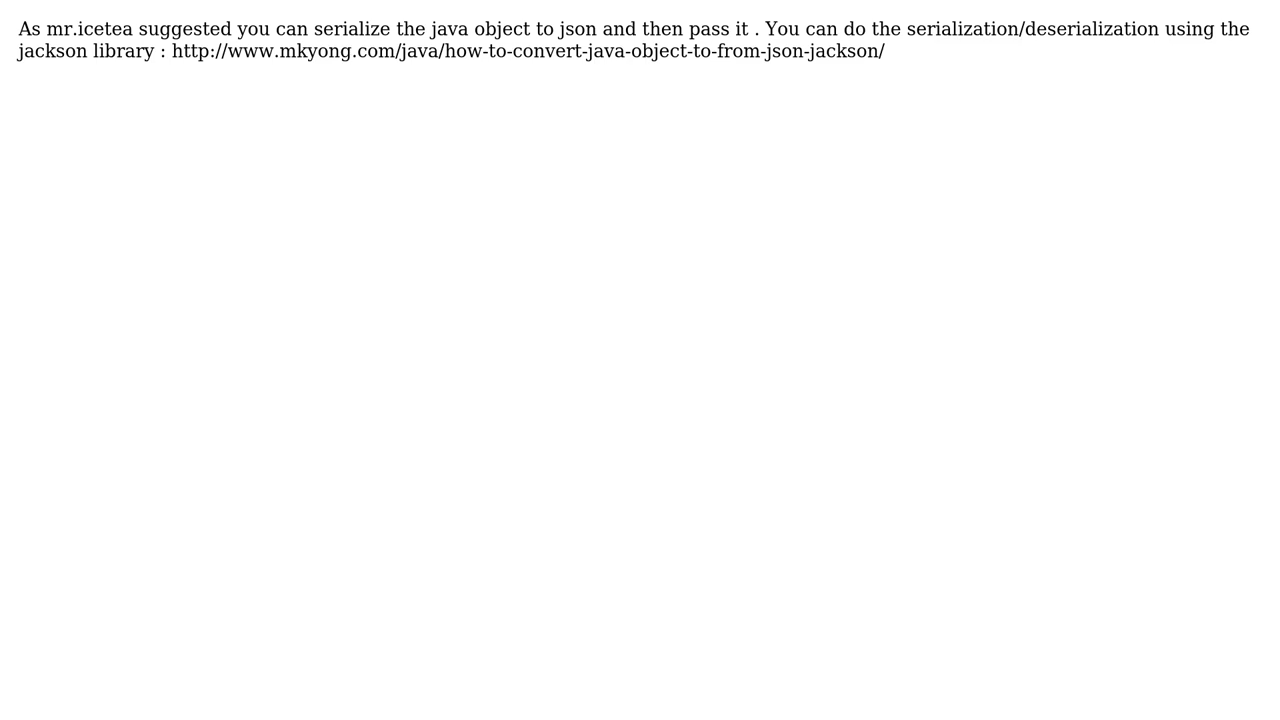 As mr.icetea suggested you can serialize the java object to json and then pass it . You can do the serialization/deserialization using the
jackson library : http://www.mkyong.com/java/how-to-convert-java-object-to-from-json-jackson/